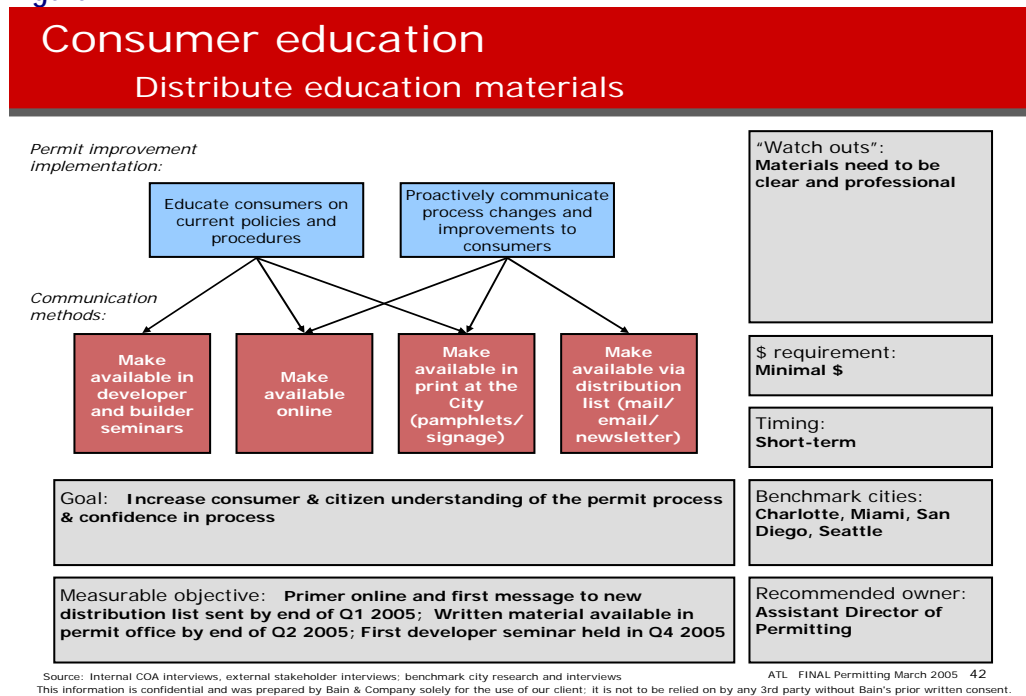 Consumer education
Distribute education materials
Permit improvement
implementation:
Educate consumers on
current policies and
procedures
Proactively communicate
process changes and
improvements to
consumers
Communication
methods:
Make
available in
developer
and builder
seminars
Make
available
online
Make
available in
print at the
City
(pamphlets/
signage)
Make
available via
distribution
list (mail/
email/
newsletter)
Goal: Increase consumer & citizen understanding of the permit process
& confidence in process
Measurable objective: Primer online and first message to new
distribution list sent by end of Q1 2005; Written material available in
permit office by end of Q2 2005; First developer seminar held in Q4 2005
“Watch outs”:
Materials need to be
clear and professional
$ requirement:
Minimal $
Timing:
Short-term
Benchmark cities:
Charlotte, Miami, San
Diego, Seattle
Recommended owner:
Assistant Director of
Permitting
Source: Internal COA interviews, external stakeholder interviews; benchmark city research and interviews
ATL FINAL Permitting March 2005 42
This information is confidential and was prepared by Bain & Company solely for the use of our client; it is not to be relied on by any 3rd party without Bain's prior written consent.